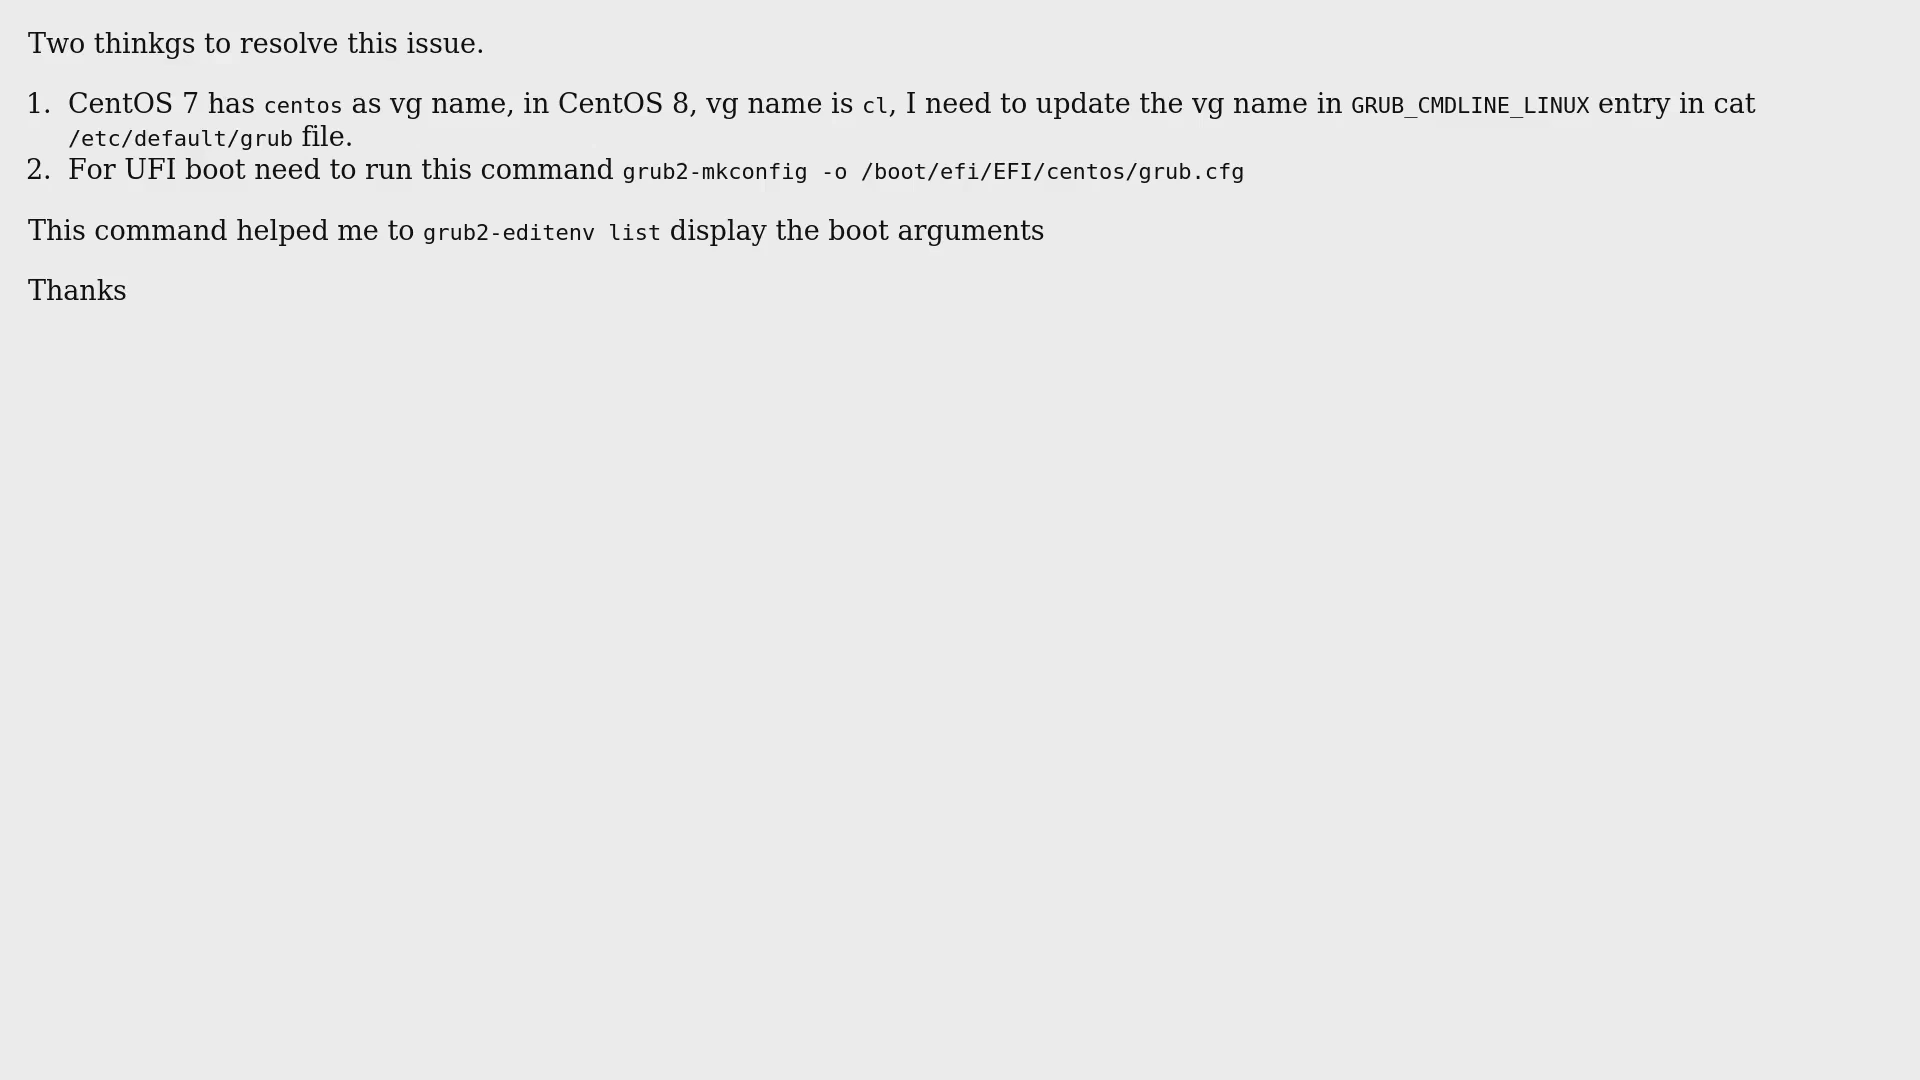 Two thinkgs to resolve this issue.
1. CentOS 7 has centos as vg name, in CentOS 8, vg name is cl, I need to update the vg name in GRUB_CMDLINE_LINUX entry in cat
/etc/default/grub file.
2. For UFI boot need to run this command grub2-mkconfig -o /boot/efi/EFI/centos/grub.cfg
This command helped me to grub2-editenv list display the boot arguments
Thanks